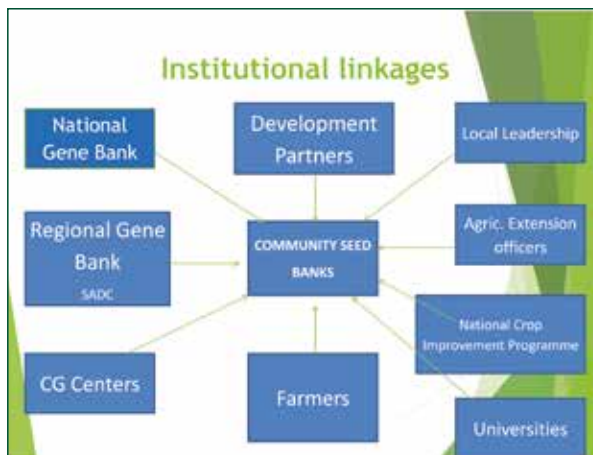 Institutional linkages
National
Gene Bank
Development
Partners
Local Leadership
Regional Gene
Bank
SADC
COMMUNITY SEED
BANKS
Agric. Extension
officers
National Crop
Improvement Programme
CG Centers
Farmers
Universities